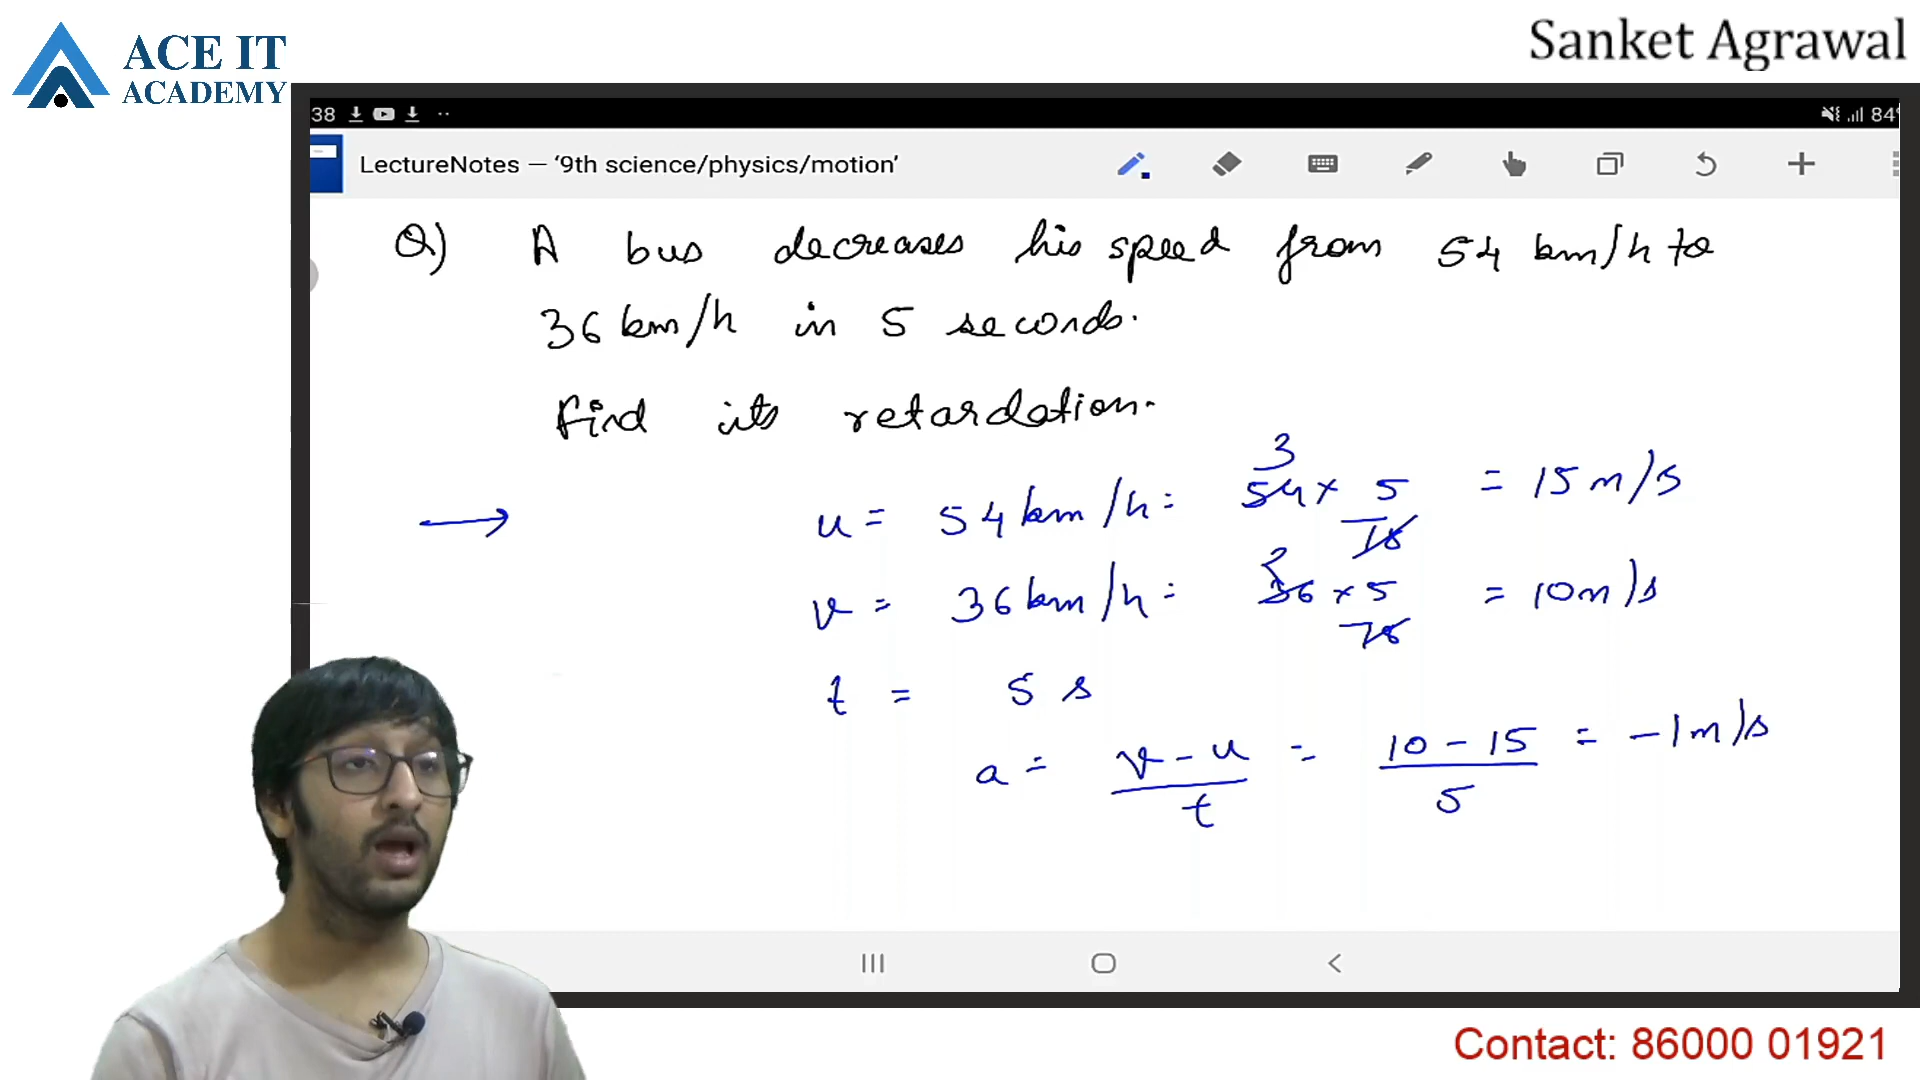 ACE IT
ACADEMY
Sanket Agrawal
38
84
LectureNotes — ‘9th science/physics/motion’
Q) A bus decreases his speed from 54 km/h to
36 km/h in 5 seconds.
Find its retardation.
3
u = 54 km/h = 54 × 5 = 15 m/s
18
2
v = 36 km/h = 36 × 5 = 10 m/s
18
t = 5 s
a = v - u = 10 - 15 = -1 m/s
t 5
Contact: 86000 01921